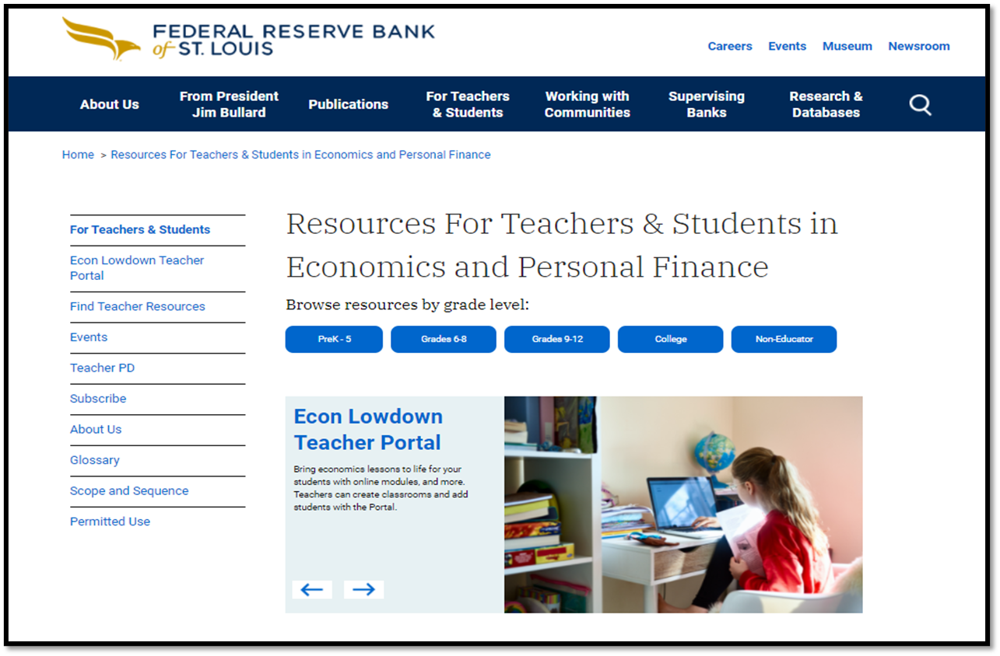 FEDERAL RESERVE BANK
of ST. LOUIS
Careers Events Museum Newsroom
About Us
From President
Jim Bullard
Publications
For Teachers
& Students
Working with
Communities
Supervising
Banks
Research &
Databases
Home > Resources For Teachers & Students in Economics and Personal Finance
For Teachers & Students
Econ Lowdown Teacher
Portal
Find Teacher Resources
Events
Teacher PD
Subscribe
About Us
Glossary
Scope and Sequence
Permitted Use
Resources For Teachers & Students in
Economics and Personal Finance
Browse resources by grade level:
PreK - 5
Grades 6-8
Grades 9-12
College
Non-Educator
Econ Lowdown
Teacher Portal
Bring economics lessons to life for your
students with online modules, and more.
Teachers can create classrooms and add
students with the Portal.